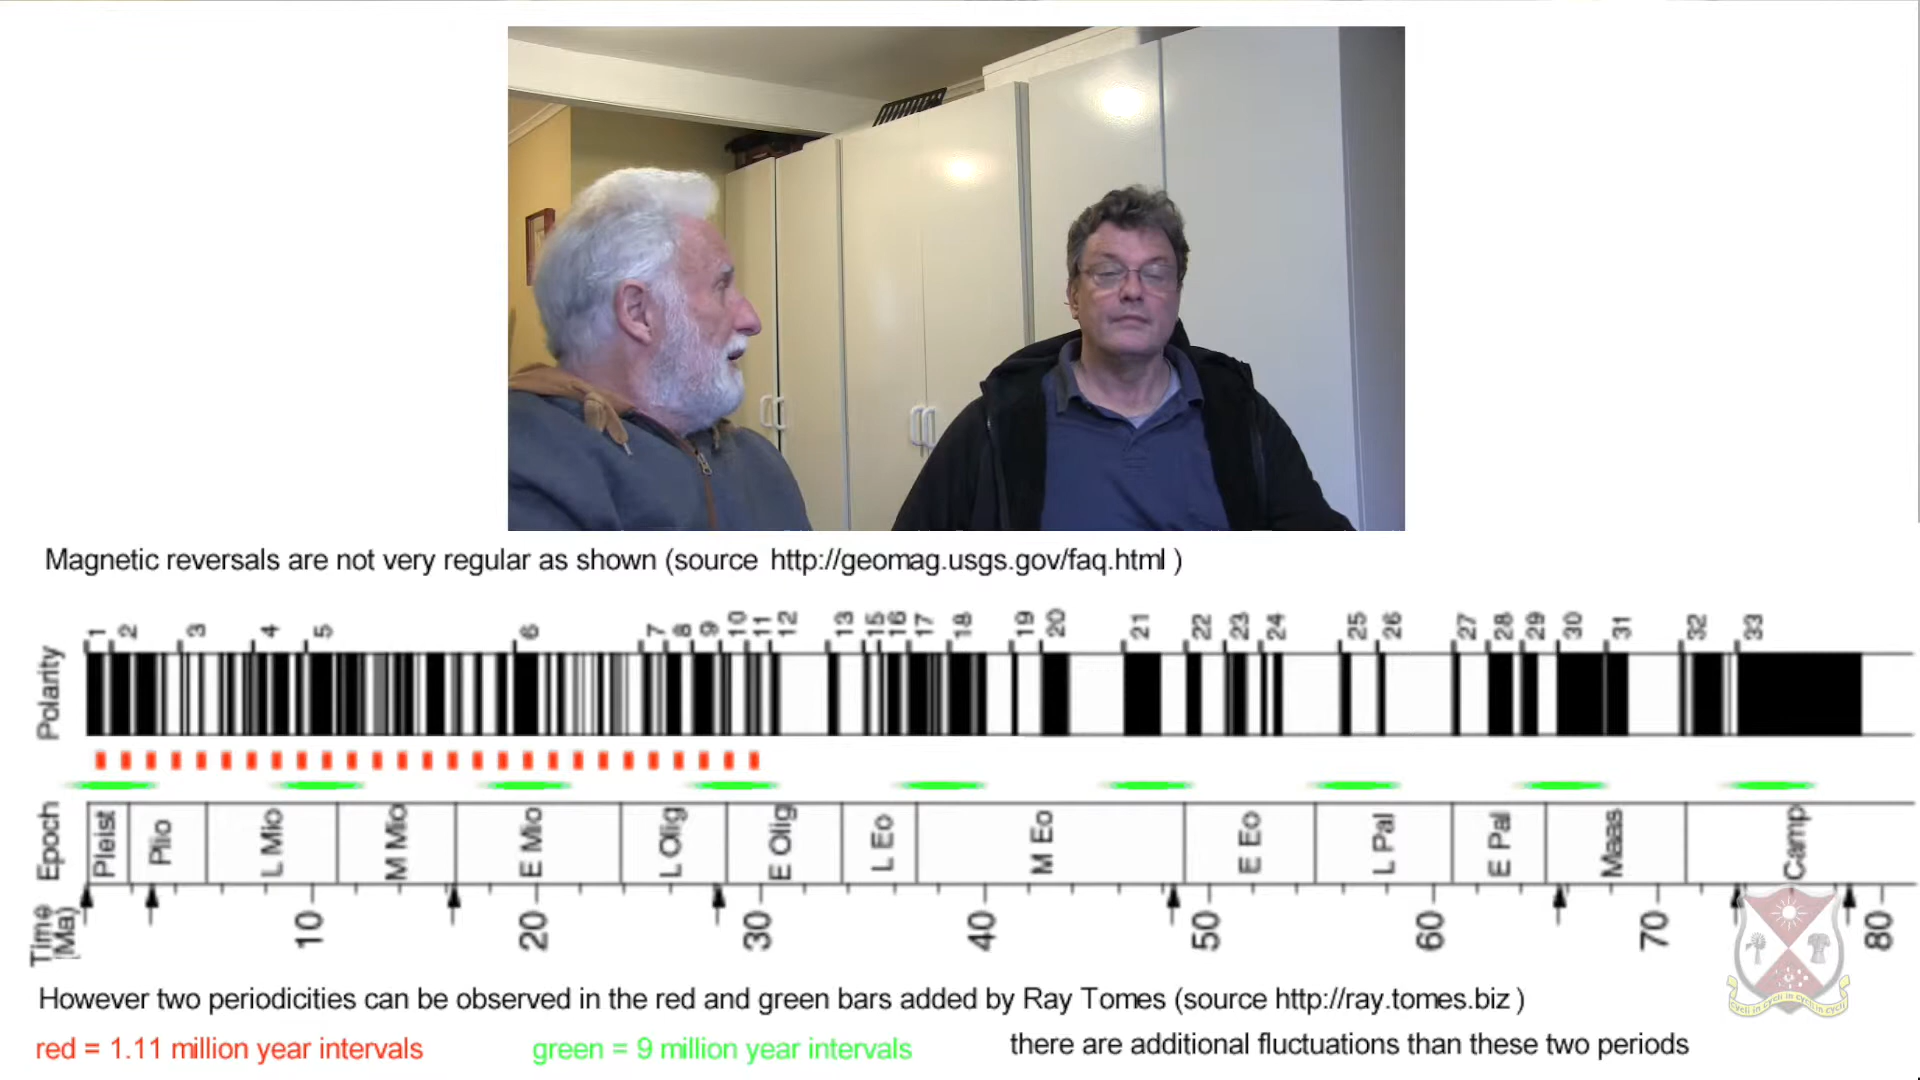 Magnetic reversals are not very regular as shown (source http://geomag.usgs.gov/faq.html )
1 2 3 4 5 6 7 8 9 10 11 12 13 15 16 17 18 19 20 21 22 23 24 25 26 27 28 29 30 31 32 33
Polarity
Epoch
Pleist Plio L Mio M Mio E Mio L Olig E Olig L Eo M Eo E Eo L Pal E Pal Maas Camp
Time (Ma)
10 20 30 40 50 60 70 80
However two periodicities can be observed in the red and green bars added by Ray Tomes (source http://ray.tomes.biz )
red = 1.11 million year intervals
green = 9 million year intervals
there are additional fluctuations than these two periods